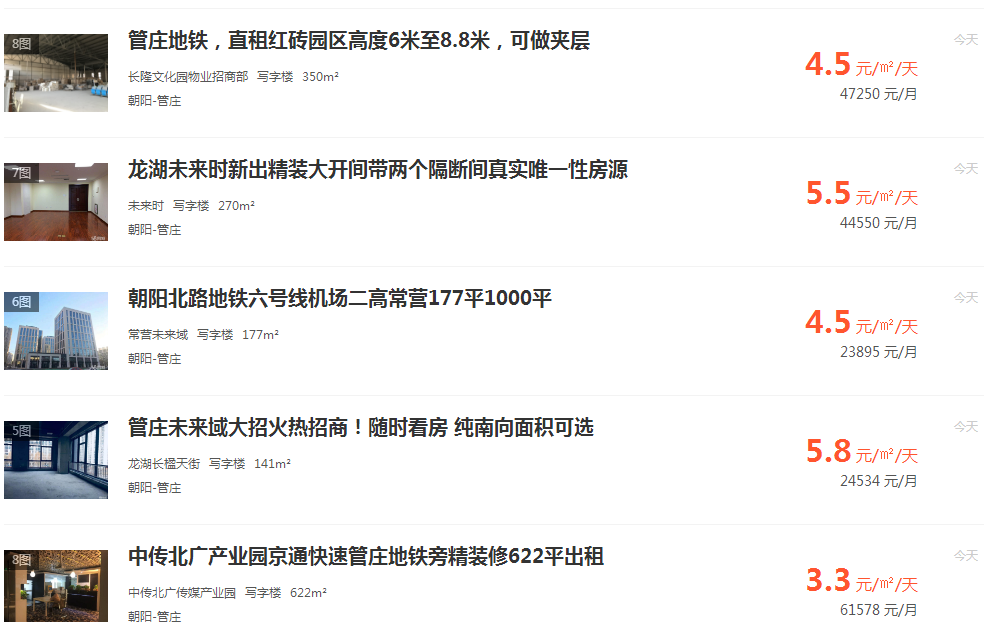 8图
管庄地铁，直租红砖园区高度6米至8.8米，可做夹层
今天
长隆文化园物业招商部 写字楼 350m²
4.5 元/㎡/天
朝阳-管庄
47250 元/月
7图
龙湖未来时新出精装大开间带两个隔断间真实唯一性房源
今天
未来时 写字楼 270m²
5.5 元/㎡/天
朝阳-管庄
44550 元/月
6图
朝阳北路地铁六号线机场二高常营177平1000平
今天
常营未来域 写字楼 177m²
4.5 元/㎡/天
朝阳-管庄
23895 元/月
5图
管庄未来域大招火热招商！随时看房 纯南向面积可选
今天
龙湖长楹天街 写字楼 141m²
5.8 元/㎡/天
朝阳-管庄
24534 元/月
8图
中传北广产业园京通快速管庄地铁旁精装修622平出租
今天
中传北广传媒产业园 写字楼 622m²
3.3 元/㎡/天
朝阳-管庄
61578 元/月